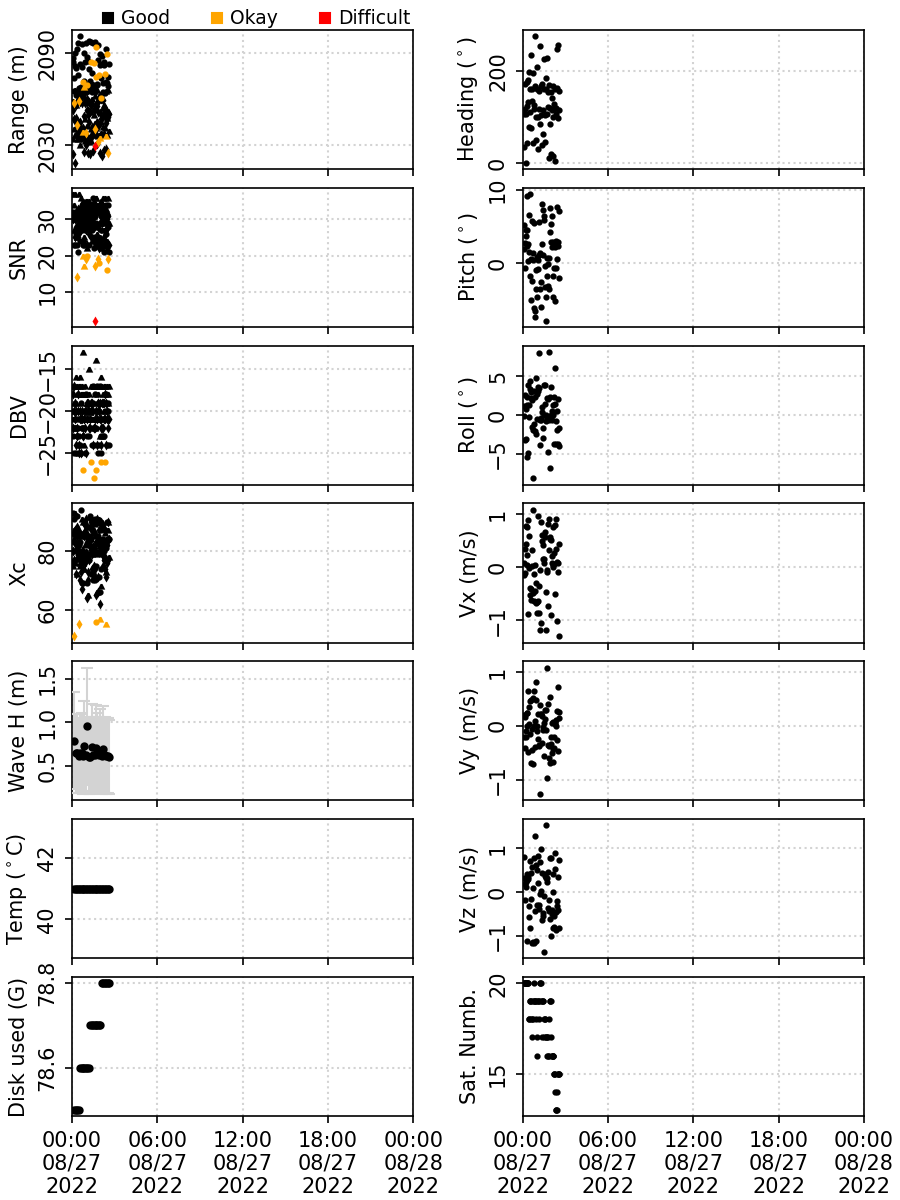 Good Okay Difficult
Range (m)
2090
2030
Heading (°)
200
0
SNR
30
20
10
Pitch (°)
10
0
DBV
−15
−20
−25
Roll (°)
5
0
−5
Xc
80
60
Vx (m/s)
1
0
−1
Wave H (m)
1.5
1.0
0.5
Vy (m/s)
1
0
−1
Temp (°C)
42
40
Vz (m/s)
1
0
−1
Disk used (G)
78.8
78.6
Sat. Numb.
20
15
00:00 06:00 12:00 18:00 00:00
08/27 08/27 08/27 08/27 08/28
2022 2022 2022 2022 2022
00:00 06:00 12:00 18:00 00:00
08/27 08/27 08/27 08/27 08/28
2022 2022 2022 2022 2022